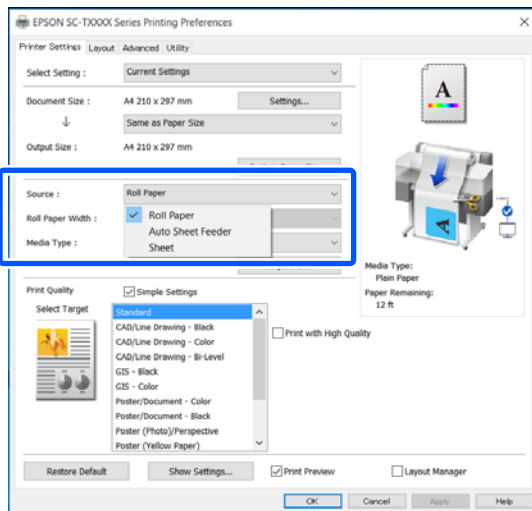 EPSON SC-TXXXX Series Printing Preferences
Printer Settings Layout Advanced Utility
Select Setting : Current Settings
Document Size : A4 210 x 297 mm Settings...
Same as Paper Size
Output Size : A4 210 x 297 mm
Source : Roll Paper
Roll Paper Width :
Roll Paper
Auto Sheet Feeder
Sheet
Media Type :
A
A
Media Type:
Plain Paper
Paper Remaining:
12 ft
Print Quality Simple Settings
Select Target
Standard
CAD/Line Drawing - Black
CAD/Line Drawing - Color
CAD/Line Drawing - Bi-Level
GIS - Black
GIS - Color
Poster/Document - Color
Poster/Document - Black
Poster (Photo)/Perspective
Poster (Yellow Paper)
Print with High Quality
Restore Default Show Settings... Print Preview Layout Manager
OK Cancel Apply Help